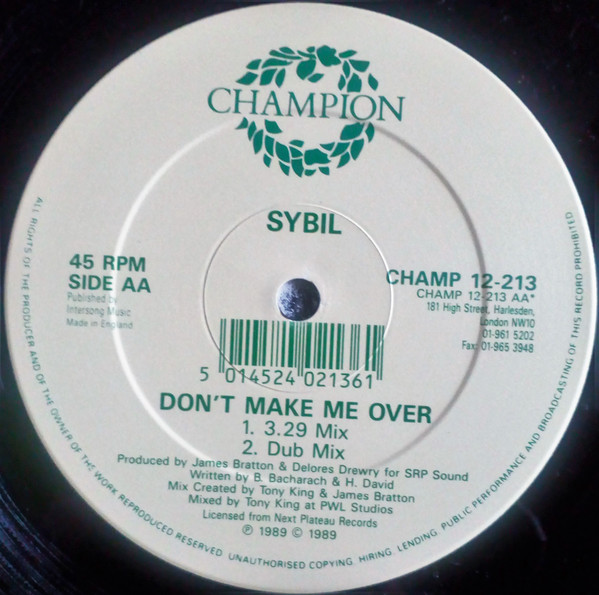 CHAMPION
SYBIL
45 RPM
SIDE AA
Published by
Intersong Music
Made in England
CHAMP 12-213
CHAMP 12-213 AA*
181 High Street, Harlesden,
London NW10
01-961 5202
Fax: 01-965 3948
5 014524 021361
DON'T MAKE ME OVER
1. 3.29 Mix
2. Dub Mix
Produced by James Bratton & Delores Drewry for SRP Sound
Written by B. Bacharach & H. David
Mix Created by Tony King & James Bratton
Mixed by Tony King at PWL Studios
Licensed from Next Plateau Records
℗ 1989 © 1989
ALL RIGHTS OF THE PRODUCER AND OF THE OWNER OF THE WORK REPRODUCED RESERVED. UNAUTHORISED COPYING, HIRING, LENDING, PUBLIC PERFORMANCE AND BROADCASTING OF THIS RECORD PROHIBITED